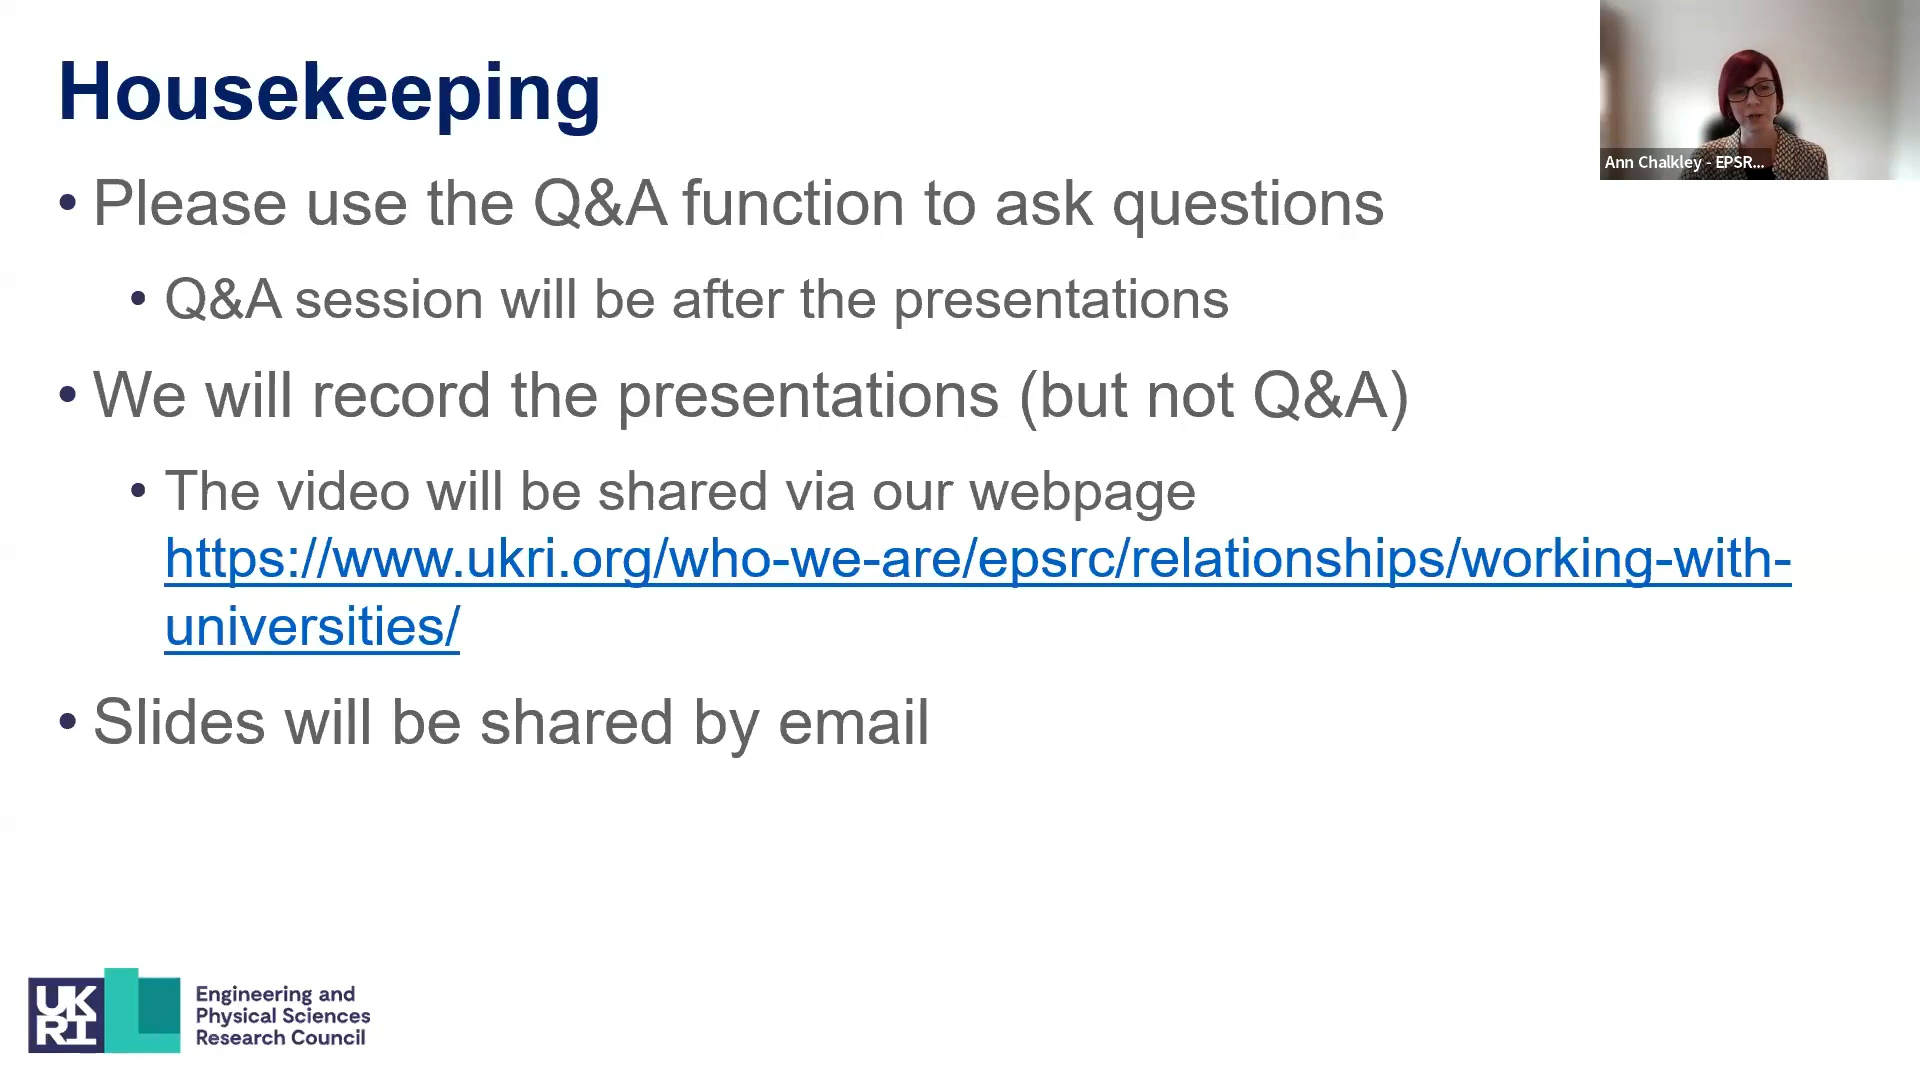 Housekeeping
• Please use the Q&A function to ask questions
• Q&A session will be after the presentations
• We will record the presentations (but not Q&A)
• The video will be shared via our webpage
https://www.ukri.org/who-we-are/epsrc/relationships/working-with-
universities/
• Slides will be shared by email
Ann Chalkley - EPSR...
UK
RI
Engineering and
Physical Sciences
Research Council